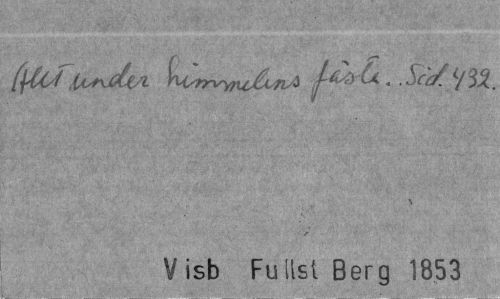 Allt under himmelens fäste.. Sid. 432.
Visb Fullst Berg 1853